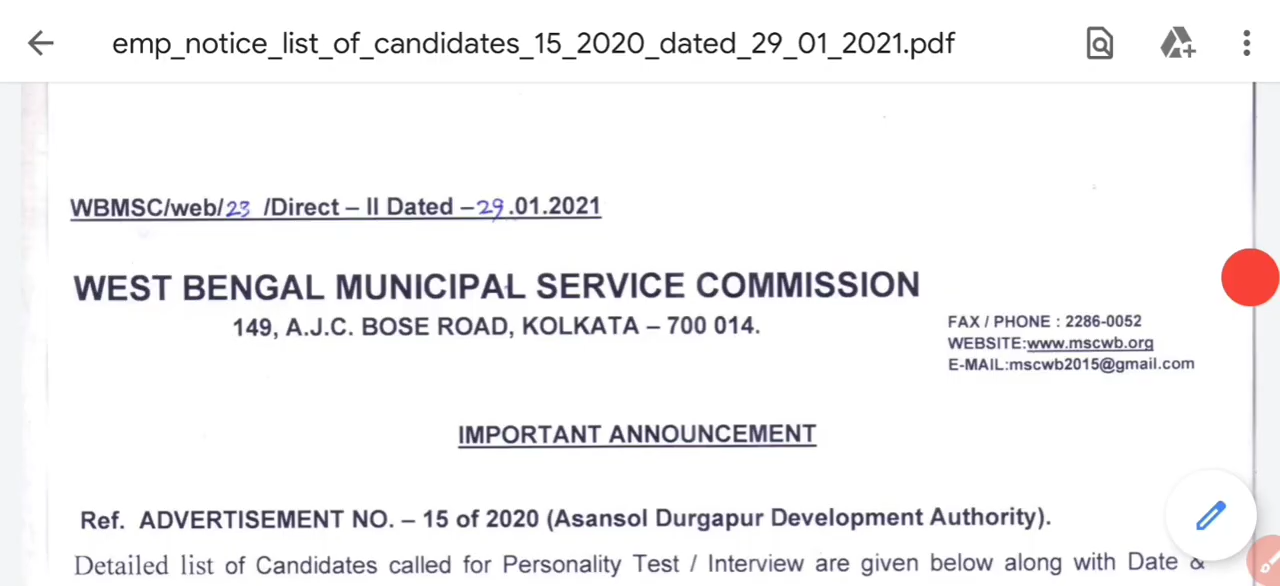 emp_notice_list_of_candidates_15_2020_dated_29_01_2021.pdf
WBMSC/web/23 /Direct – II Dated –29.01.2021
WEST BENGAL MUNICIPAL SERVICE COMMISSION
149, A.J.C. BOSE ROAD, KOLKATA – 700 014.
FAX / PHONE : 2286-0052
WEBSITE:www.mscwb.org
E-MAIL:mscwb2015@gmail.com
IMPORTANT ANNOUNCEMENT
Ref. ADVERTISEMENT NO. – 15 of 2020 (Asansol Durgapur Development Authority).
Detailed list of Candidates called for Personality Test / Interview are given below along with Date &